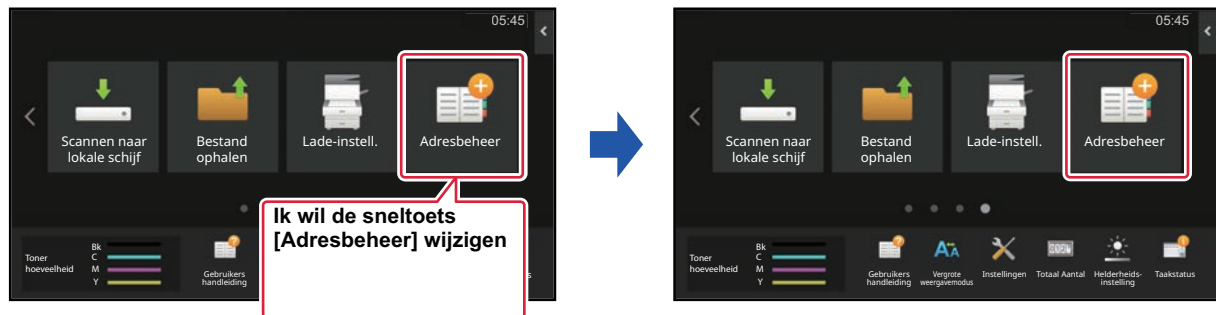 05:45
Scannen naar
lokale schijf
Bestand
ophalen
Lade-instell.
Adresbeheer
Ik wil de sneltoets
[Adresbeheer] wijzigen
Toner
hoeveelheid
Bk
C
M
Y
Gebruikers
handleiding
s
05:45
Scannen naar
lokale schijf
Bestand
ophalen
Lade-instell.
Adresbeheer
Toner
hoeveelheid
Bk
C
M
Y
Gebruikers
handleiding
Vergrote
weergavemodus
Instellingen
Totaal Aantal
Helderheids-
instelling
Taakstatus